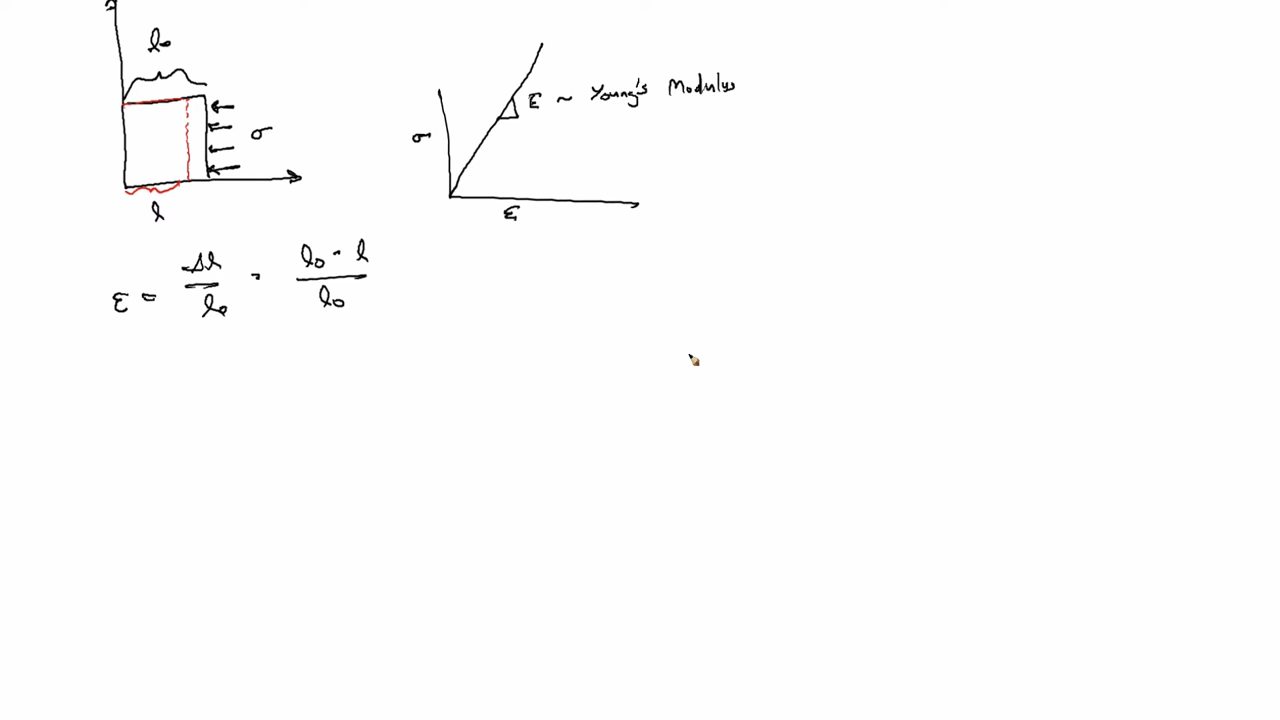 l₀
σ
l
σ
E ~ Young's Modulus
ε
ε = -Δl / l₀ = l₀ - l / l₀